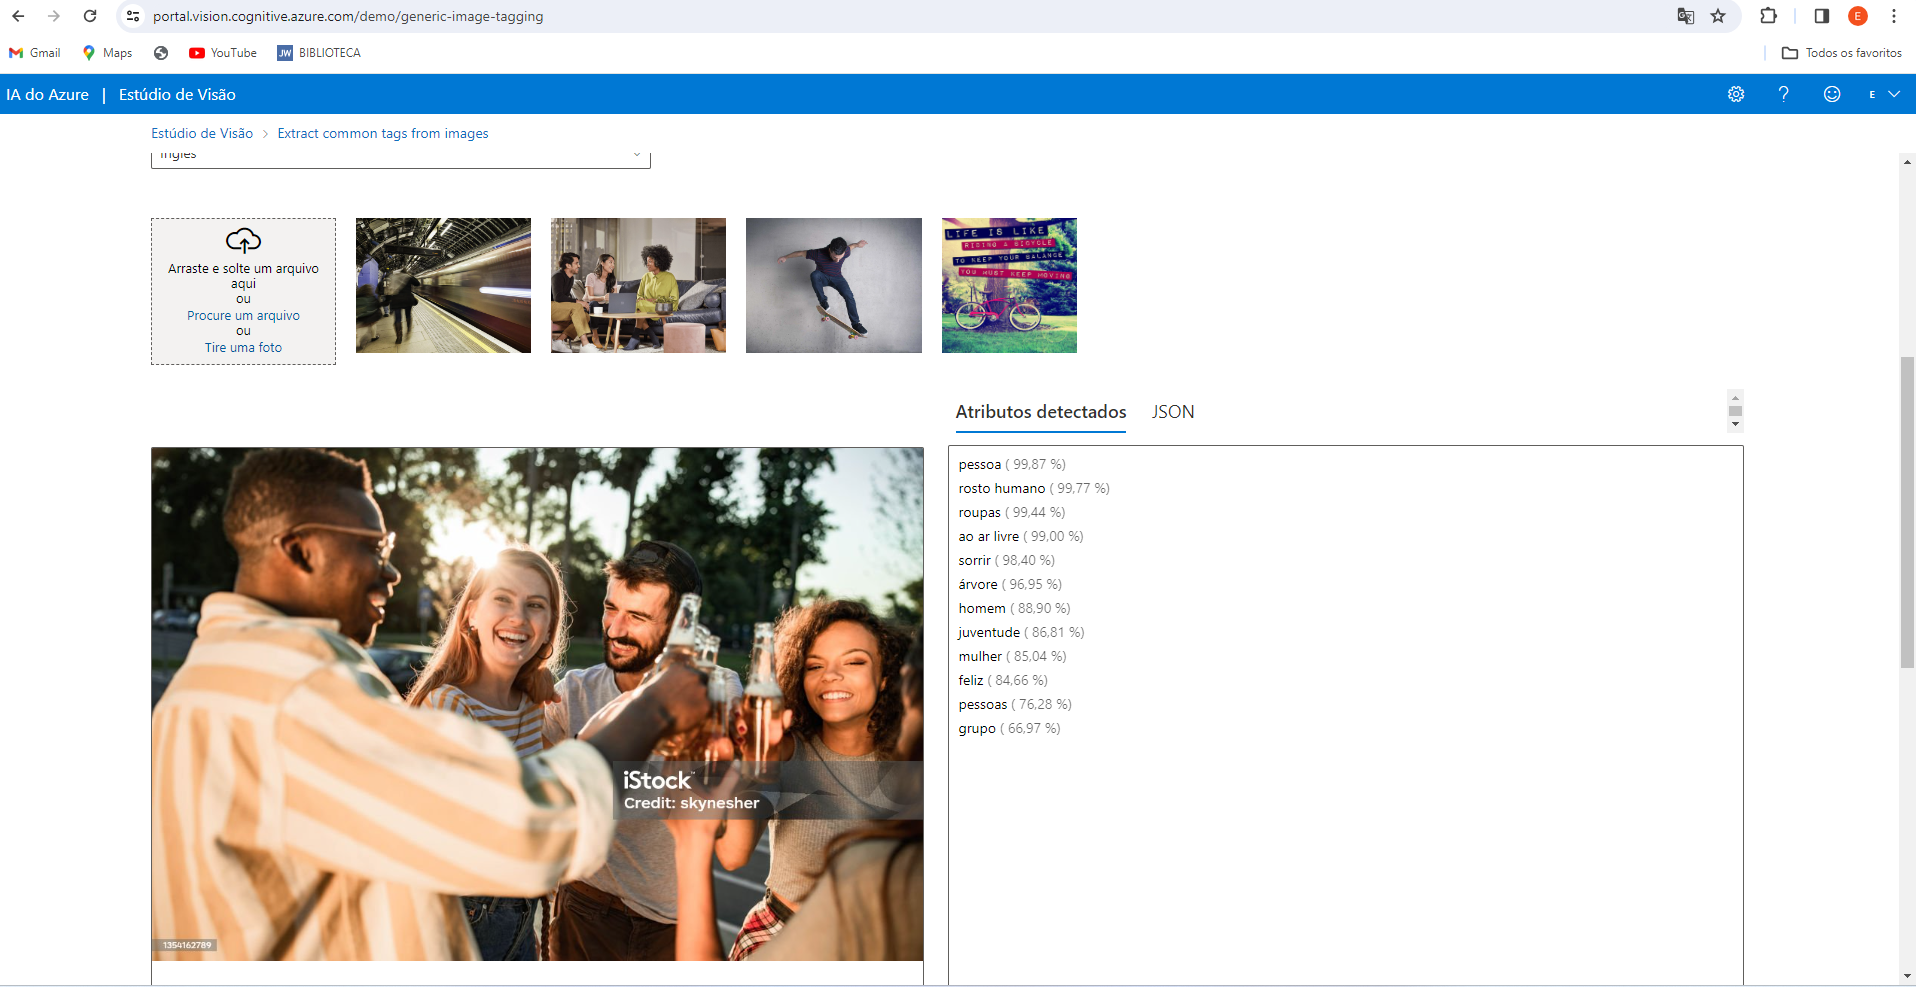 portal.vision.cognitive.azure.com/demo/generic-image-tagging
E
Gmail
Maps
YouTube
JW BIBLIOTECA
Todos os favoritos
IA do Azure | Estúdio de Visão
? E
Estúdio de Visão > Extract common tags from images
Inglês
Arraste e solte um arquivo
aqui
ou
Procure um arquivo
ou
Tire uma foto
LIFE IS LIKE
RIDING A BICYCLE
TO KEEP YOUR BALANCE
YOU MUST KEEP MOVING
Atributos detectados
JSON
iStock™
Credit: skynesher
1354162789
pessoa ( 99,87 %)
rosto humano ( 99,77 %)
roupas ( 99,44 %)
ao ar livre ( 99,00 %)
sorrir ( 98,40 %)
árvore ( 96,95 %)
homem ( 88,90 %)
juventude ( 86,81 %)
mulher ( 85,04 %)
feliz ( 84,66 %)
pessoas ( 76,28 %)
grupo ( 66,97 %)